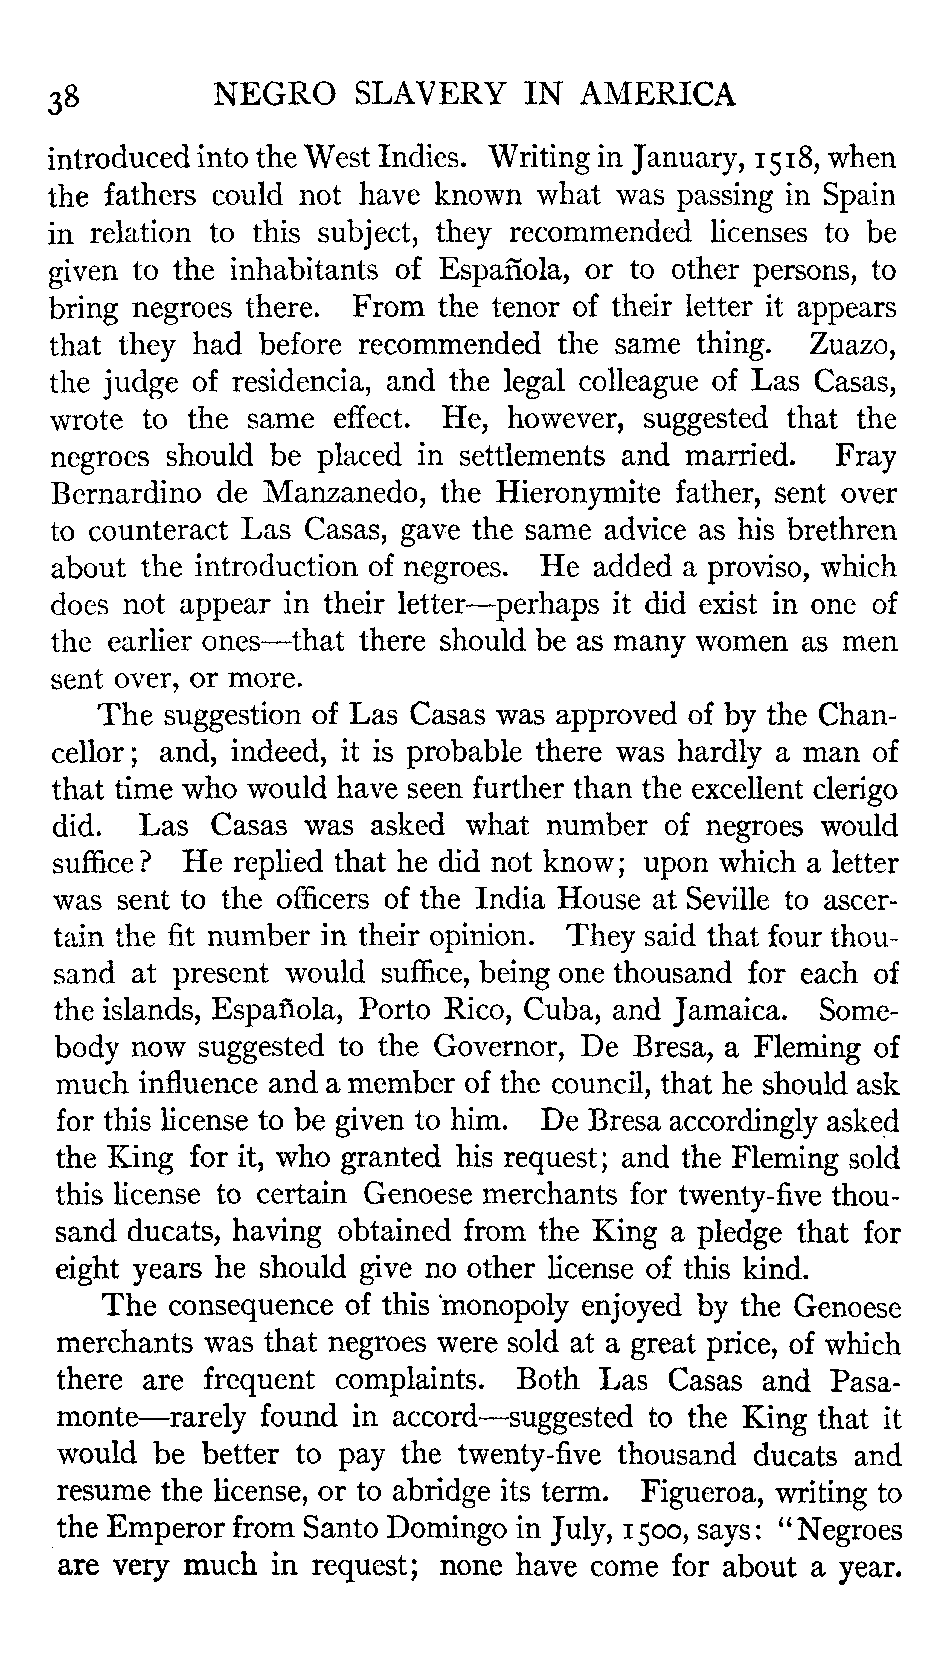 38 NEGRO SLAVERY IN AMERICA
introduced into the West Indies. Writing in January, 1518, when
the fathers could not have known what was passing in Spain
in relation to this subject, they recommended licenses to be
given to the inhabitants of Española, or to other persons, to
bring negroes there. From the tenor of their letter it appears
that they had before recommended the same thing. Zuazo,
the judge of residencia, and the legal colleague of Las Casas,
wrote to the same effect. He, however, suggested that the
negroes should be placed in settlements and married. Fray
Bernardino de Manzanedo, the Hieronymite father, sent over
to counteract Las Casas, gave the same advice as his brethren
about the introduction of negroes. He added a proviso, which
does not appear in their letter—perhaps it did exist in one of
the earlier ones—that there should be as many women as men
sent over, or more.
The suggestion of Las Casas was approved of by the Chan-
cellor; and, indeed, it is probable there was hardly a man of
that time who would have seen further than the excellent clerigo
did. Las Casas was asked what number of negroes would
suffice? He replied that he did not know; upon which a letter
was sent to the officers of the India House at Seville to ascer-
tain the fit number in their opinion. They said that four thou-
sand at present would suffice, being one thousand for each of
the islands, Española, Porto Rico, Cuba, and Jamaica. Some-
body now suggested to the Governor, De Bresa, a Fleming of
much influence and a member of the council, that he should ask
for this license to be given to him. De Bresa accordingly asked
the King for it, who granted his request; and the Fleming sold
this license to certain Genoese merchants for twenty-five thou-
sand ducats, having obtained from the King a pledge that for
eight years he should give no other license of this kind.
The consequence of this monopoly enjoyed by the Genoese
merchants was that negroes were sold at a great price, of which
there are frequent complaints. Both Las Casas and Pasa-
monte—rarely found in accord—suggested to the King that it
would be better to pay the twenty-five thousand ducats and
resume the license, or to abridge its term. Figueroa, writing to
the Emperor from Santo Domingo in July, 1500, says: "Negroes
are very much in request; none have come for about a year.